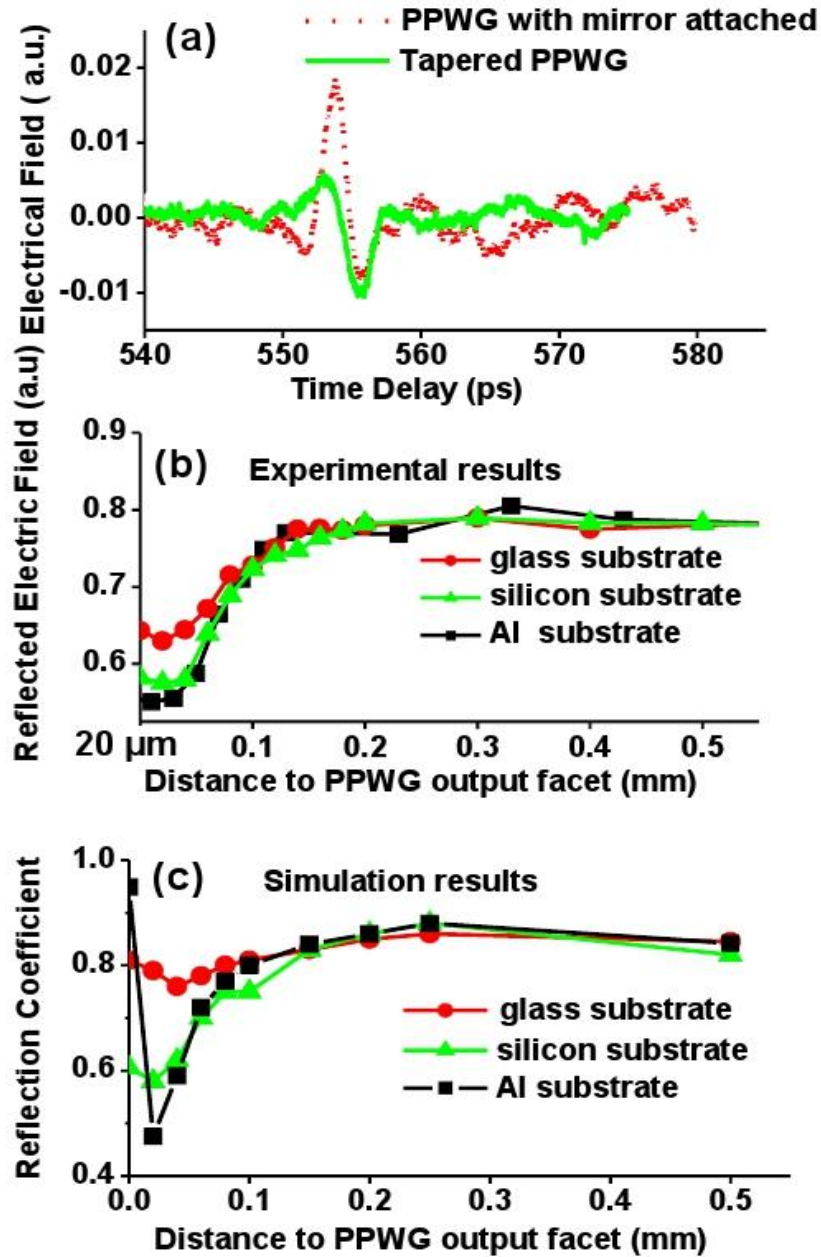 (a)
PPWG with mirror attached
Tapered PPWG
Electrical Field ( a.u.)
0.02
0.01
0.00
-0.01
540 550 560 570 580
Time Delay (ps)
Reflected Electric Field (a.u)
0.9
0.8
0.7
0.6
(b) Experimental results
glass substrate
silicon substrate
Al substrate
20 µm 0.1 0.2 0.3 0.4 0.5
Distance to PPWG output facet (mm)
Reflection Coefficient
1.0
0.8
0.6
0.4
(c) Simulation results
glass substrate
silicon substrate
Al substrate
0.0 0.1 0.2 0.3 0.4 0.5
Distance to PPWG output facet (mm)